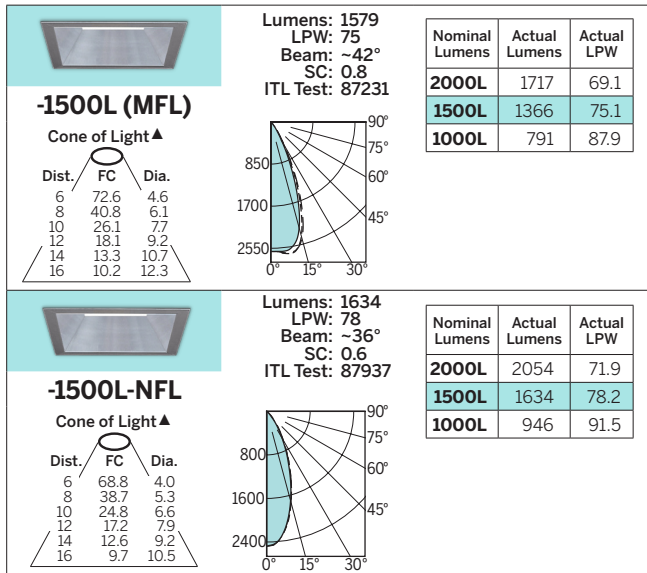 -1500L (MFL)
Cone of Light▲
Dist. FC Dia.
6 72.6 4.6
8 40.8 6.1
10 26.1 7.7
12 18.1 9.2
14 13.3 10.7
16 10.2 12.3
Lumens: 1579
LPW: 75
Beam: ~42°
SC: 0.8
ITL Test: 87231
90°
75°
60°
45°
850
1700
2550
0° 15° 30°
Nominal Lumens Actual Lumens Actual LPW
2000L 1717 69.1
1500L 1366 75.1
1000L 791 87.9
-1500L-NFL
Cone of Light▲
Dist. FC Dia.
6 68.8 4.0
8 38.7 5.3
10 24.8 6.6
12 17.2 7.9
14 12.6 9.2
16 9.7 10.5
Lumens: 1634
LPW: 78
Beam: ~36°
SC: 0.6
ITL Test: 87937
90°
75°
60°
45°
800
1600
2400
0° 15° 30°
Nominal Lumens Actual Lumens Actual LPW
2000L 2054 71.9
1500L 1634 78.2
1000L 946 91.5